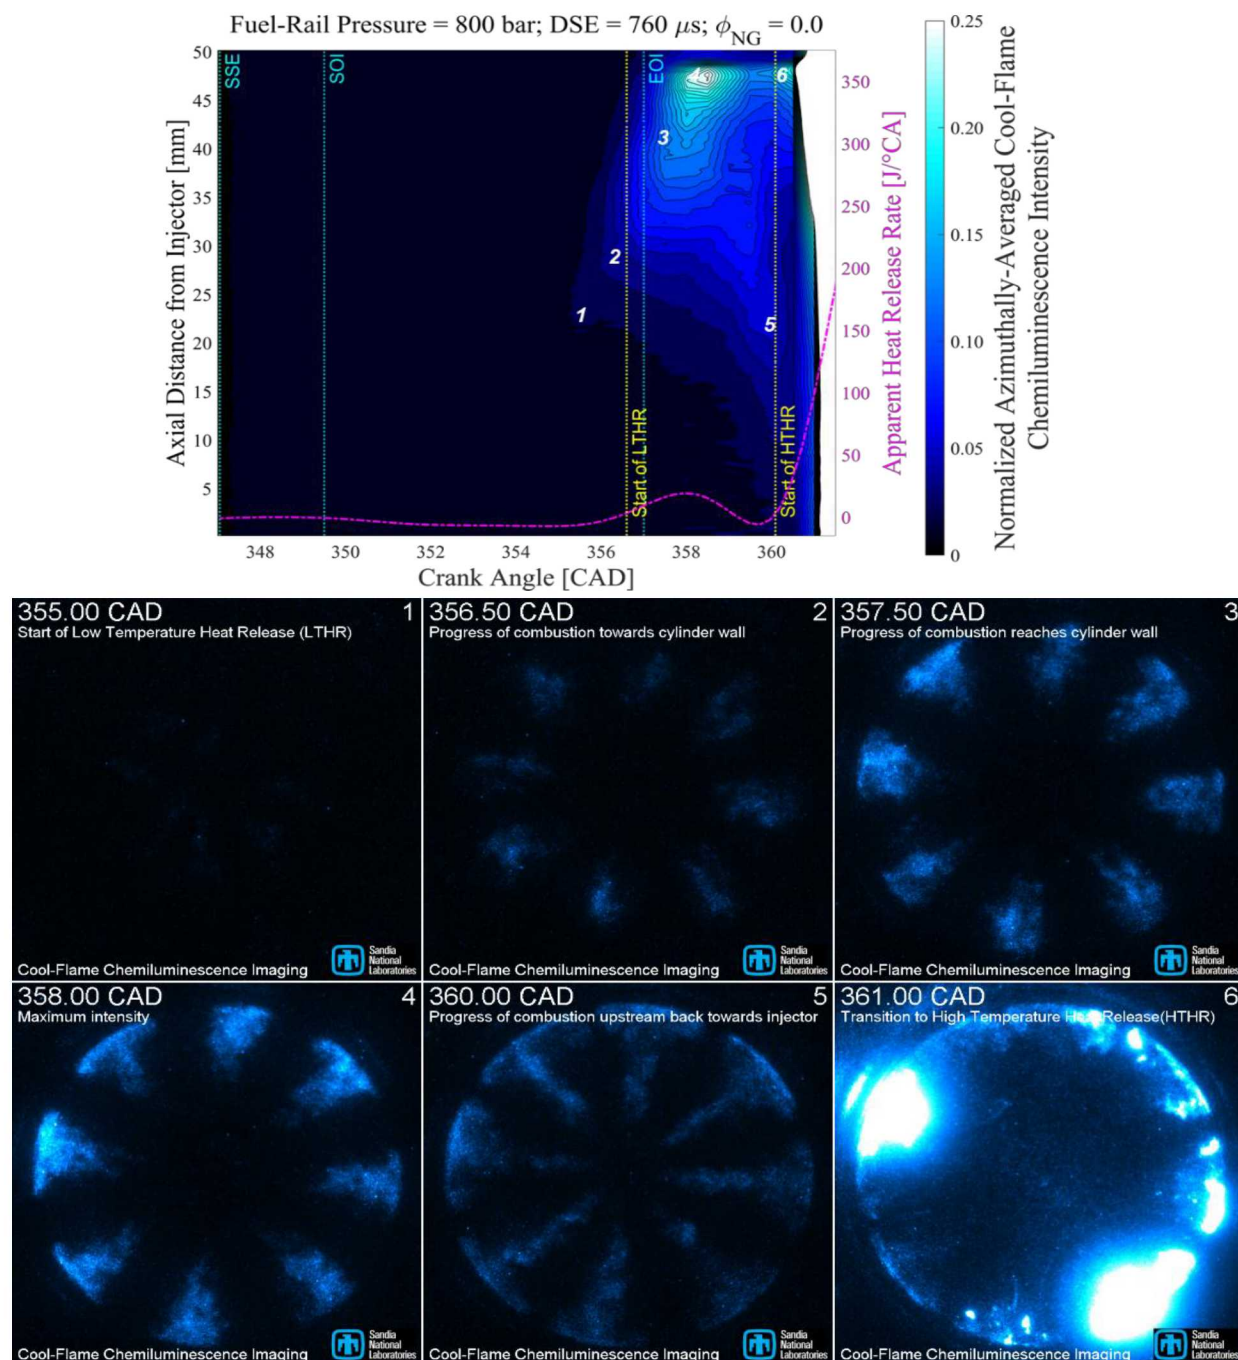 Fuel-Rail Pressure = 800 bar; DSE = 760 μs; ϕNG = 0.0
Axial Distance from Injector [mm]
50
45
40
35
30
25
20
15
10
5
SSE
SOI
EOI
Start of LTHR
Start of HTHR
1
2
3
4
5
6
348
350
352
354
356
358
360
Crank Angle [CAD]
350
300
250
200
150
100
50
0
Apparent Heat Release Rate [J/°CA]
0.25
0.20
0.15
0.10
0.05
0
Normalized Azimuthally-Averaged Cool-Flame
Chemiluminescence Intensity
355.00 CAD 1
Start of Low Temperature Heat Release (LTHR)
Sandia
National
Laboratories
Cool-Flame Chemiluminescence Imaging
356.50 CAD 2
Progress of combustion towards cylinder wall
Sandia
National
Laboratories
Cool-Flame Chemiluminescence Imaging
357.50 CAD 3
Progress of combustion reaches cylinder wall
Sandia
National
Laboratories
Cool-Flame Chemiluminescence Imaging
358.00 CAD 4
Maximum intensity
Sandia
National
Laboratories
Cool-Flame Chemiluminescence Imaging
360.00 CAD 5
Progress of combustion upstream back towards injector
Sandia
National
Laboratories
Cool-Flame Chemiluminescence Imaging
361.00 CAD 6
Transition to High Temperature Heat Release(HTHR)
Sandia
National
Laboratories
Cool-Flame Chemiluminescence Imaging